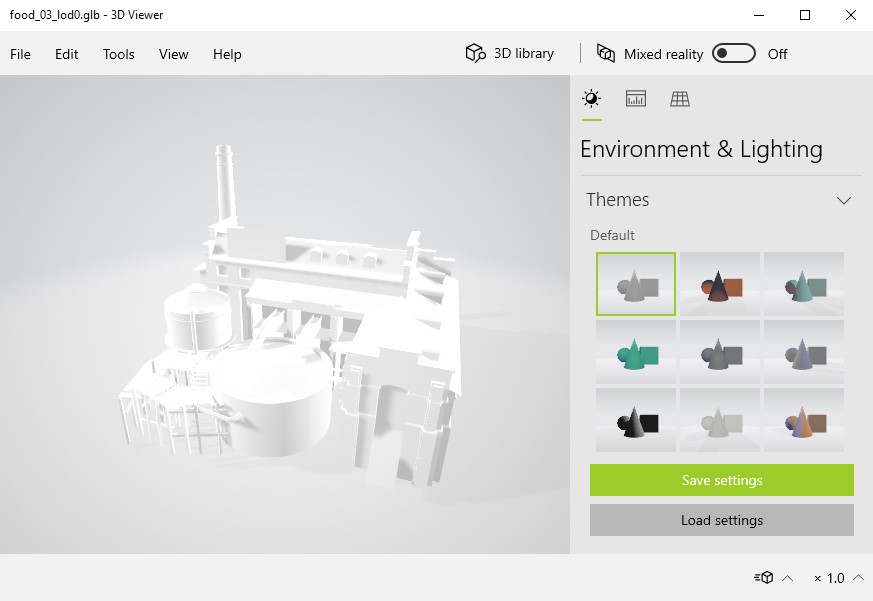 food_03_lod0.glb - 3D Viewer
File Edit Tools View Help 3D library Mixed reality Off
Environment & Lighting
Themes
Default
Save settings
Load settings
× 1.0